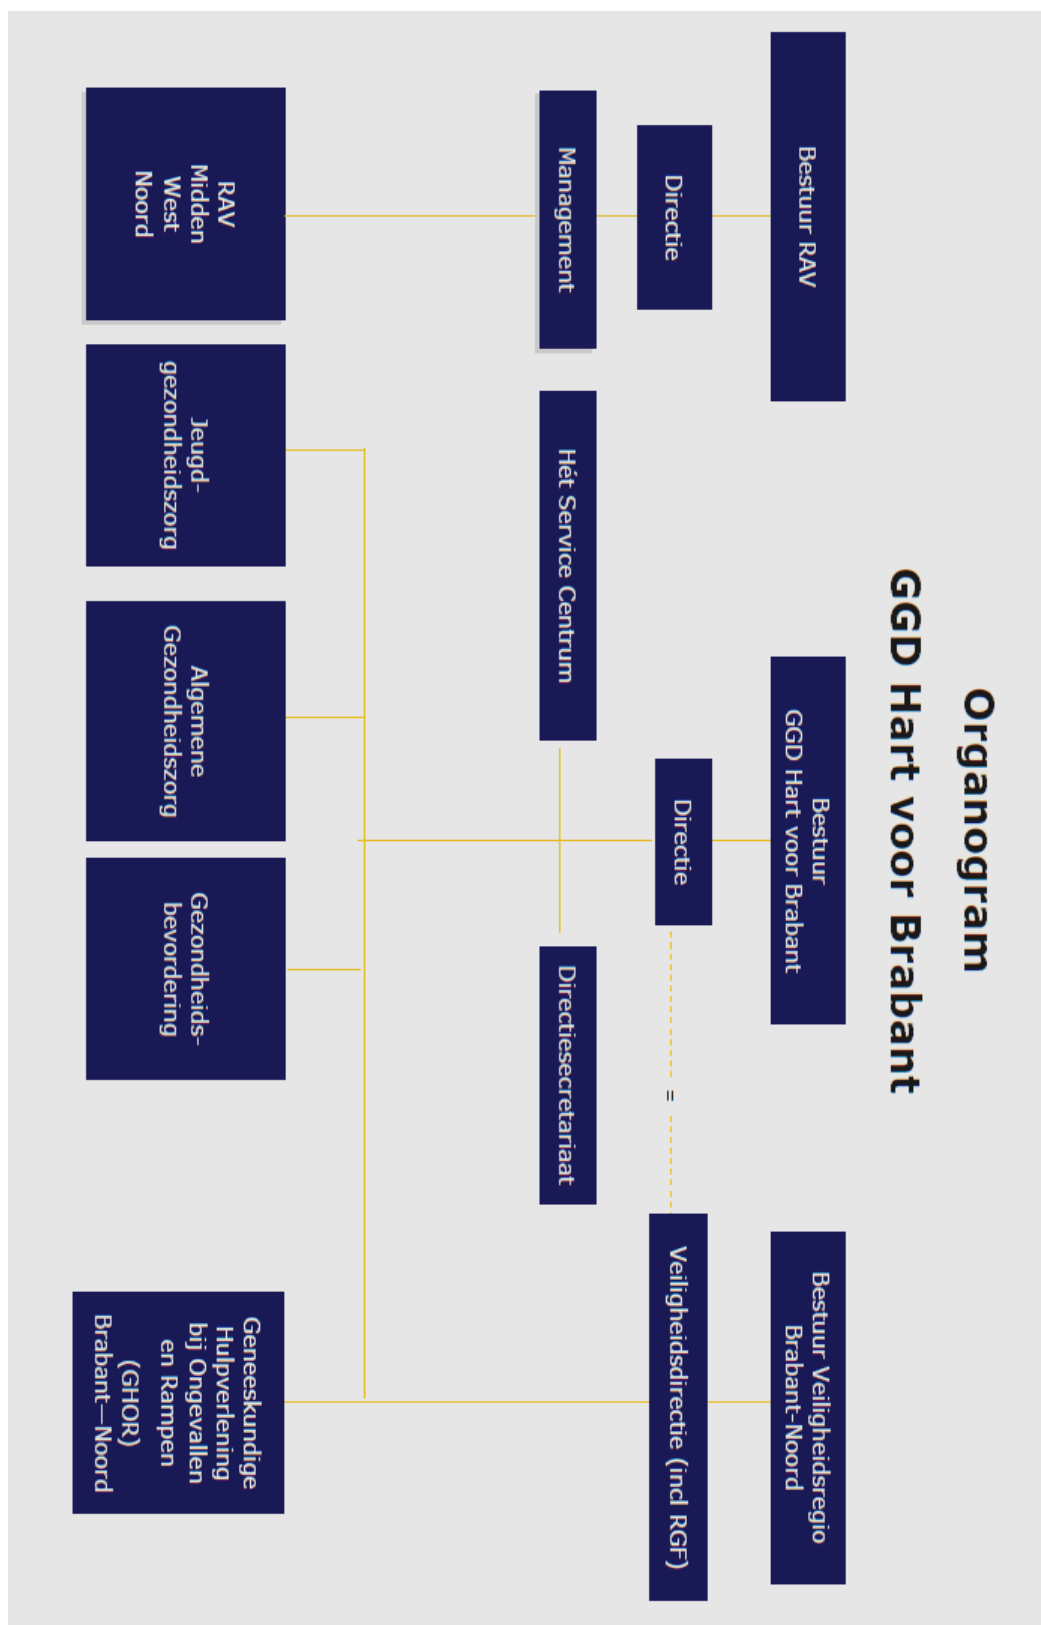 Organogram
GGD Hart voor Brabant
Bestuur RAV
Bestuur
GGD Hart voor Brabant
Bestuur Veiligheidsregio
Brabant-Noord
Directie
Directie
=
Veiligheidsdirectie (incl RGF)
Management
Hét Service Centrum
Directiesecretariaat
RAV
Midden
West
Noord
Jeugd-
gezondheidszorg
Algemene
Gezondheidszorg
Gezondheids-
bevordering
Geneeskundige
Hulpverlening
bij Ongevallen
en Rampen
(GHOR)
Brabant—Noord